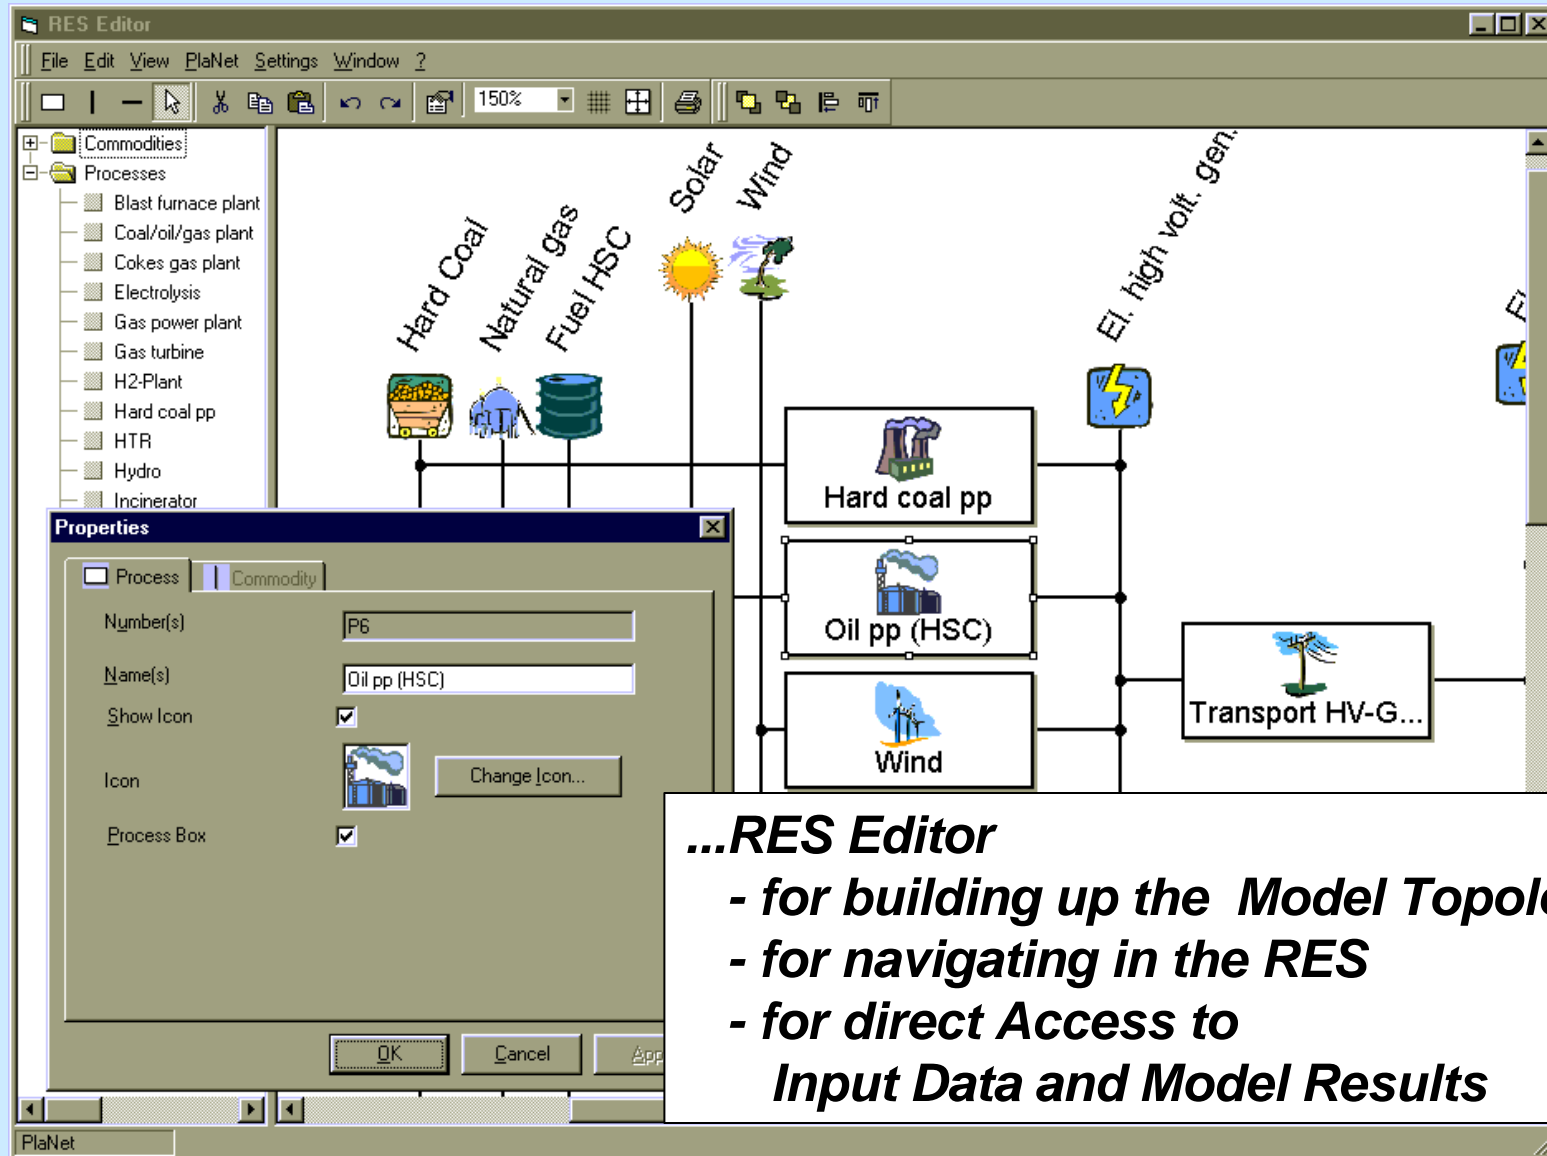 RES Editor
File Edit View PlaNet Settings Window ?
150%
Commodities
Processes
Blast furnace plant
Coal/oil/gas plant
Cokes gas plant
Electrolysis
Gas power plant
Gas turbine
H2-Plant
Hard coal pp
HTR
Hydro
Incinerator
Hard Coal
Natural gas
Fuel HSC
Solar
Wind
El. high volt. gen.
El
Hard coal pp
Oil pp (HSC)
Wind
Transport HV-G...
Properties
Process Commodity
Number(s) P6
Name(s) Oil pp (HSC)
Show Icon
Icon Change Icon...
Process Box
OK Cancel App
...RES Editor
- for building up the Model Topol
- for navigating in the RES
- for direct Access to
Input Data and Model Results
PlaNet